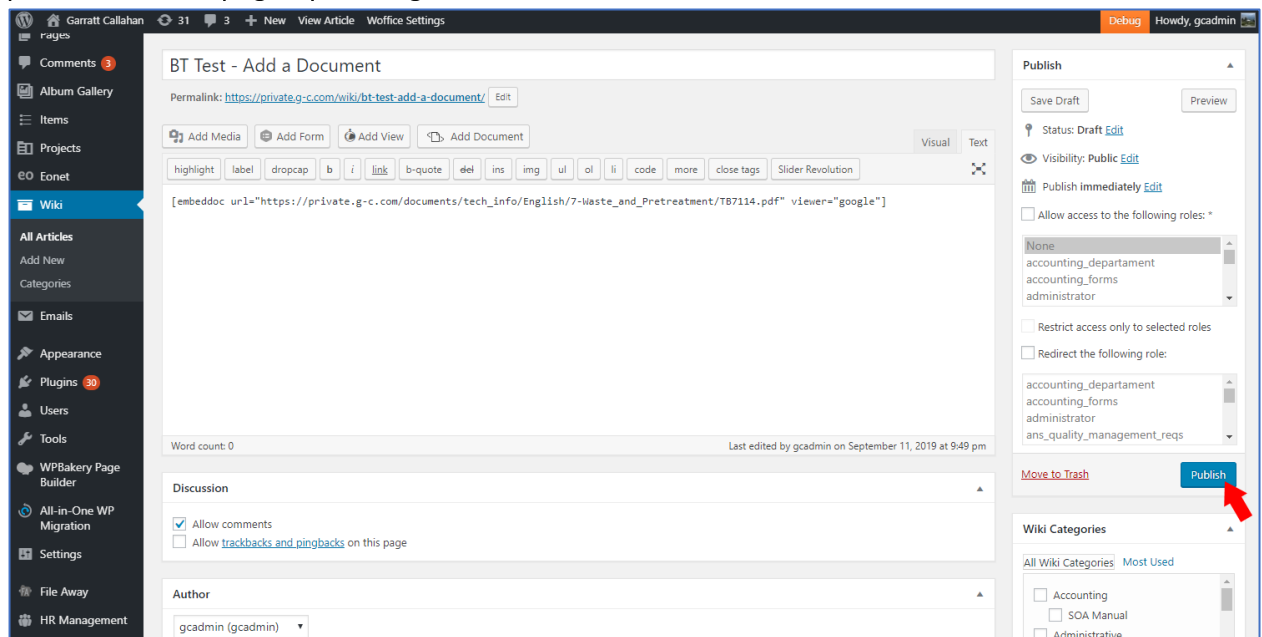 Garratt Callahan 31 3 New View Article Woffice Settings Debug Howdy, gcadmin
Pages
Comments 3
Album Gallery
Items
Projects
Eonet
Wiki
All Articles
Add New
Categories
Emails
Appearance
Plugins 30
Users
Tools
WPBakery Page
Builder
All-in-One WP
Migration
Settings
File Away
HR Management
BT Test - Add a Document
Permalink: https://private.g-c.com/wiki/bt-test-add-a-document/ Edit
Add Media Add Form Add View Add Document Visual Text
highlight label dropcap b i link b-quote del ins img ul ol li code more close tags Slider Revolution
[embeddoc url="https://private.g-c.com/documents/tech_info/English/7-Waste_and_Pretreatment/TB7114.pdf" viewer="google"]
Word count: 0 Last edited by gcadmin on September 11, 2019 at 9:49 pm
Discussion
Allow comments
Allow trackbacks and pingbacks on this page
Author
gcadmin (gcadmin)
Publish
Save Draft Preview
Status: Draft Edit
Visibility: Public Edit
Publish immediately Edit
Allow access to the following roles: *
None
accounting_departament
accounting_forms
administrator
Restrict access only to selected roles
Redirect the following role:
accounting_departament
accounting_forms
administrator
ans_quality_management_reqs
Move to Trash Publish
Wiki Categories
All Wiki Categories Most Used
Accounting
SOA Manual
Administrative